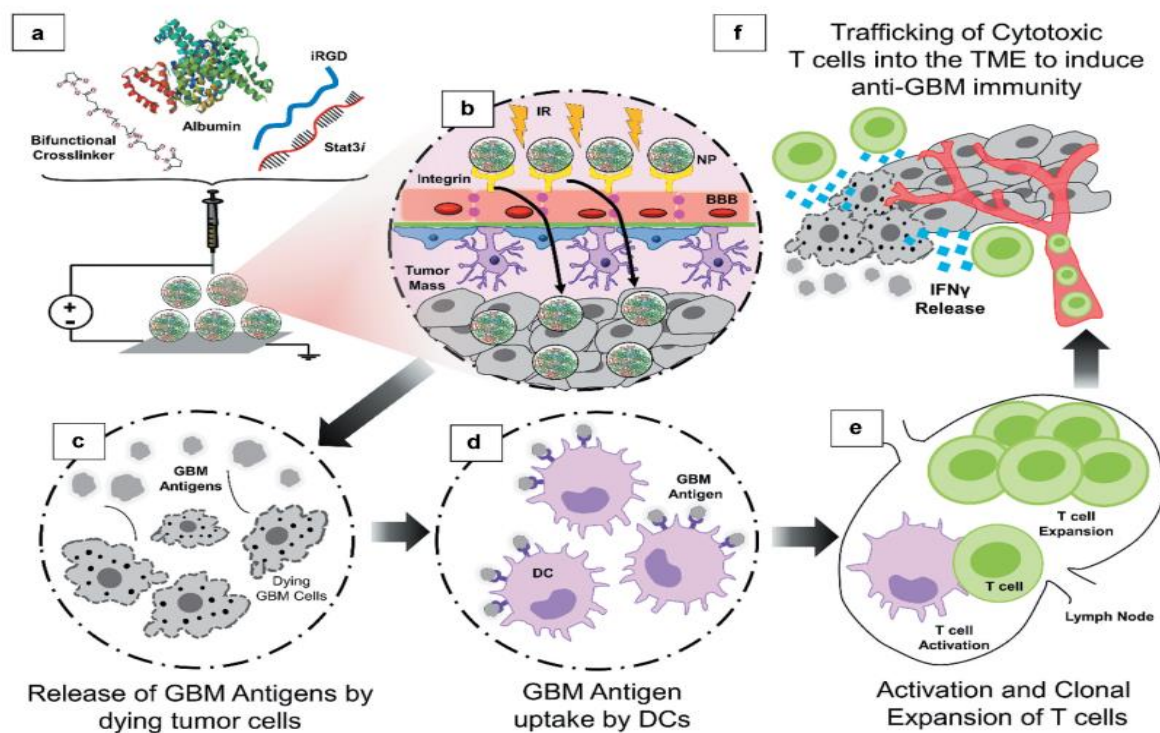 a
iRGD
Albumin
Bifunctional
Crosslinker
Stat3i
+
-
b
IR
NP
Integrin
BBB
Tumor
Mass
c
GBM
Antigens
Dying
GBM Cells
Release of GBM Antigens by
dying tumor cells
d
GBM
Antigen
DC
GBM Antigen
uptake by DCs
e
T cell
Expansion
T cell
T cell
Activation
Lymph Node
Activation and Clonal
Expansion of T cells
f
Trafficking of Cytotoxic
T cells into the TME to induce
anti-GBM immunity
IFNγ
Release